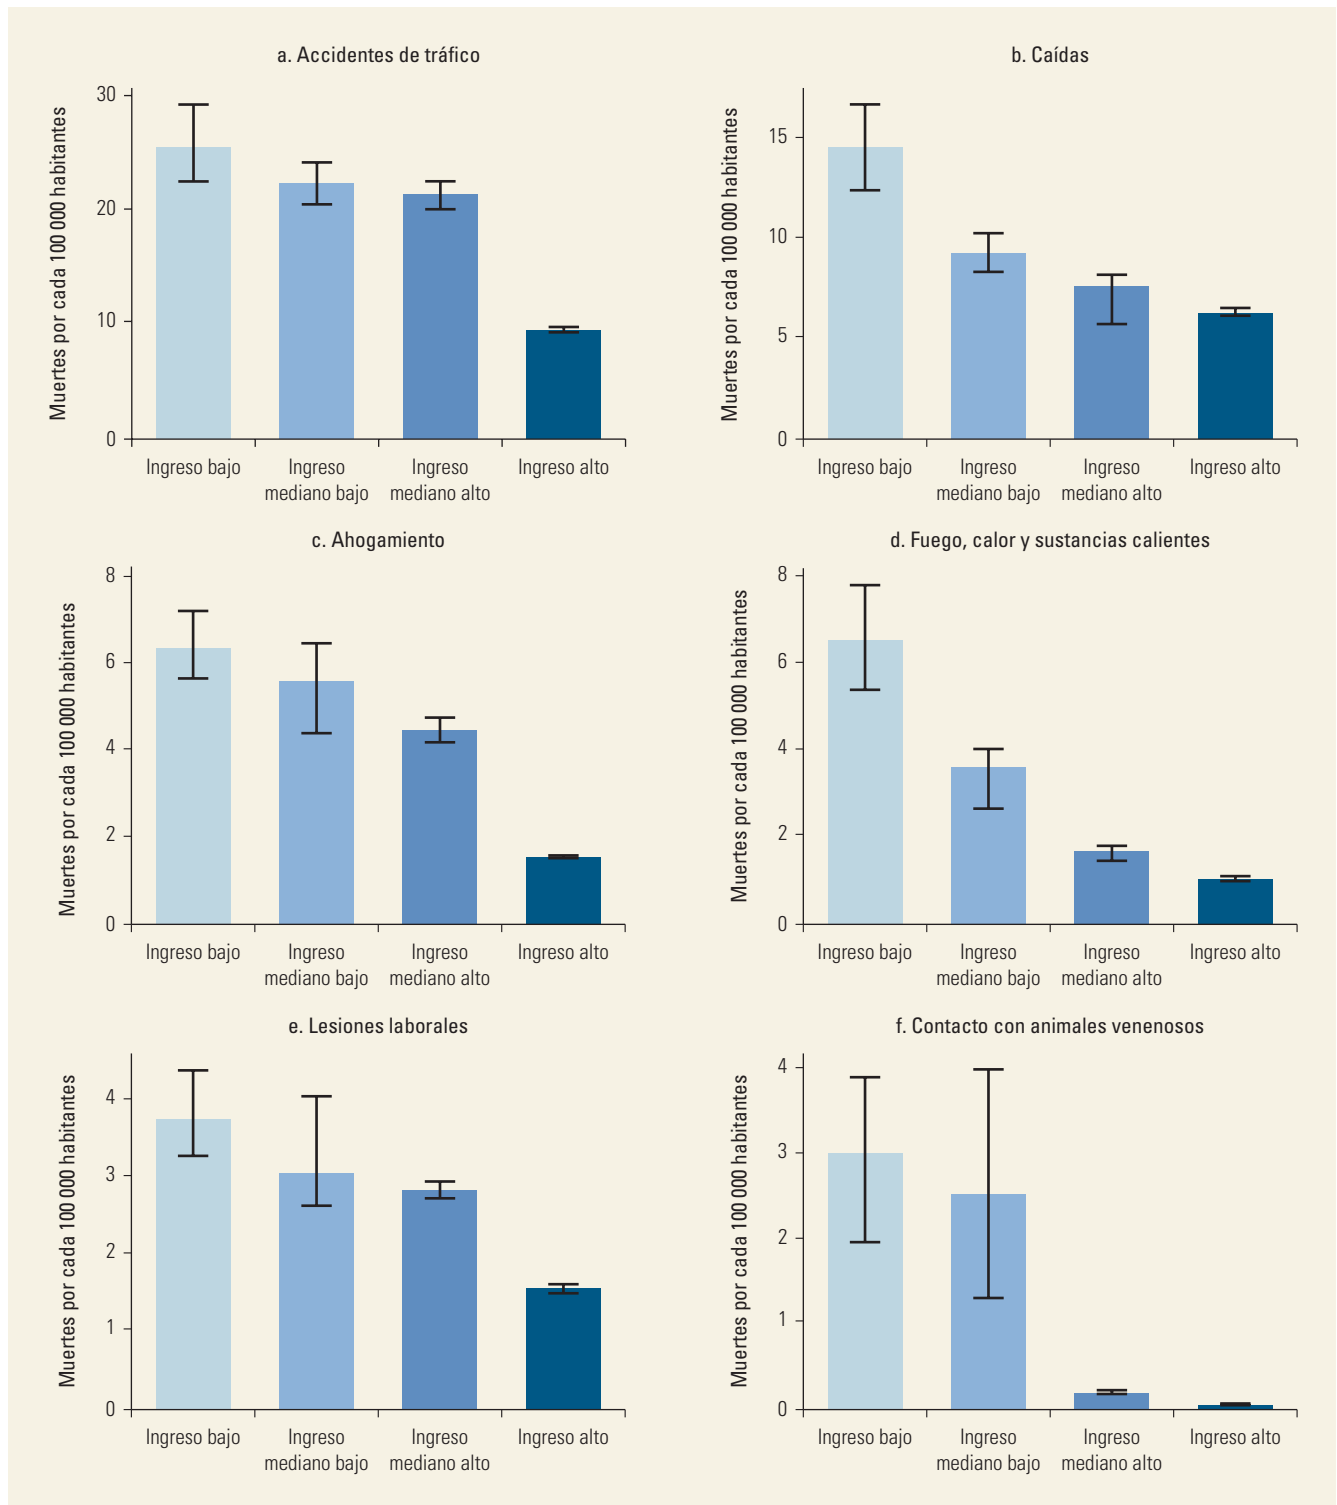 a. Accidentes de tráfico
Muertes por cada 100 000 habitantes
30
20
10
0
Ingreso bajo
Ingreso
mediano bajo
Ingreso
mediano alto
Ingreso alto
b. Caídas
Muertes por cada 100 000 habitantes
15
10
5
0
Ingreso bajo
Ingreso
mediano bajo
Ingreso
mediano alto
Ingreso alto
c. Ahogamiento
Muertes por cada 100 000 habitantes
8
6
4
2
0
Ingreso bajo
Ingreso
mediano bajo
Ingreso
mediano alto
Ingreso alto
d. Fuego, calor y sustancias calientes
Muertes por cada 100 000 habitantes
8
6
4
2
0
Ingreso bajo
Ingreso
mediano bajo
Ingreso
mediano alto
Ingreso alto
e. Lesiones laborales
Muertes por cada 100 000 habitantes
4
3
2
1
0
Ingreso bajo
Ingreso
mediano bajo
Ingreso
mediano alto
Ingreso alto
f. Contacto con animales venenosos
Muertes por cada 100 000 habitantes
4
3
2
1
0
Ingreso bajo
Ingreso
mediano bajo
Ingreso
mediano alto
Ingreso alto